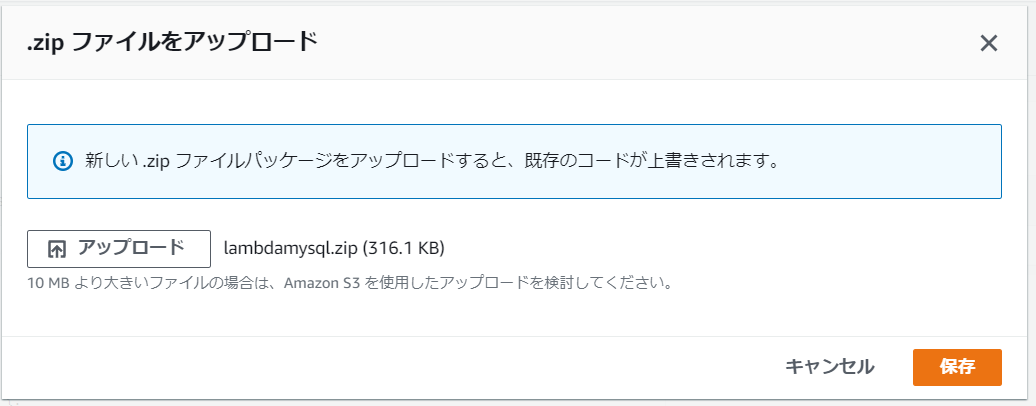 .zip ファイルをアップロード
新しい .zip ファイルパッケージをアップロードすると、既存のコードが上書きされます。
アップロード lambdamysql.zip (316.1 KB)
10 MB より大きいファイルの場合は、Amazon S3 を使用したアップロードを検討してください。
キャンセル 保存